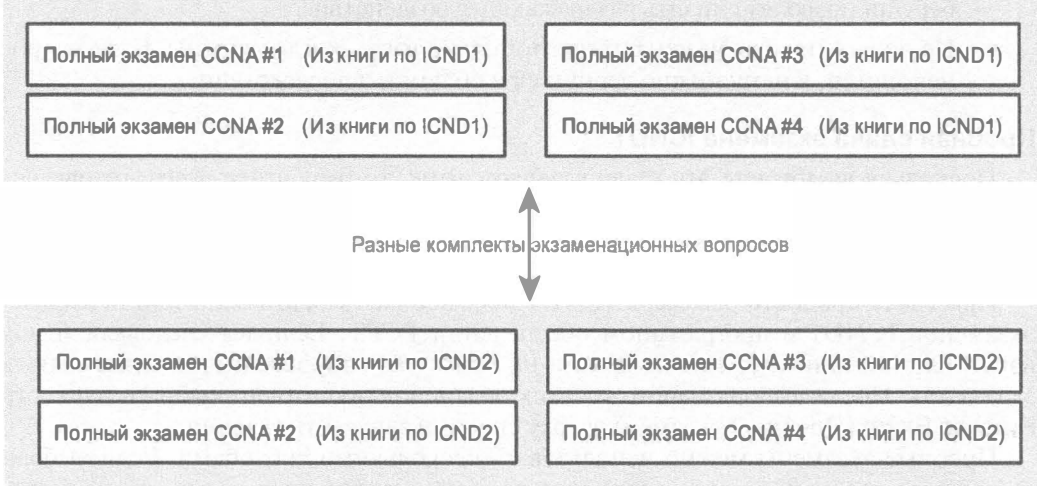 Полный экзамен CCNA #1 (Из книги по ICND1)
Полный экзамен CCNA #3 (Из книги по ICND1)
Полный экзамен CCNA #2 (Из книги по ICND1)
Полный экзамен CCNA #4 (Из книги по ICND1)
Разные комплекты экзаменационных вопросов
Полный экзамен CCNA #1 (Из книги по ICND2)
Полный экзамен CCNA #3 (Из книги по ICND2)
Полный экзамен CCNA #2 (Из книги по ICND2)
Полный экзамен CCNA #4 (Из книги по ICND2)